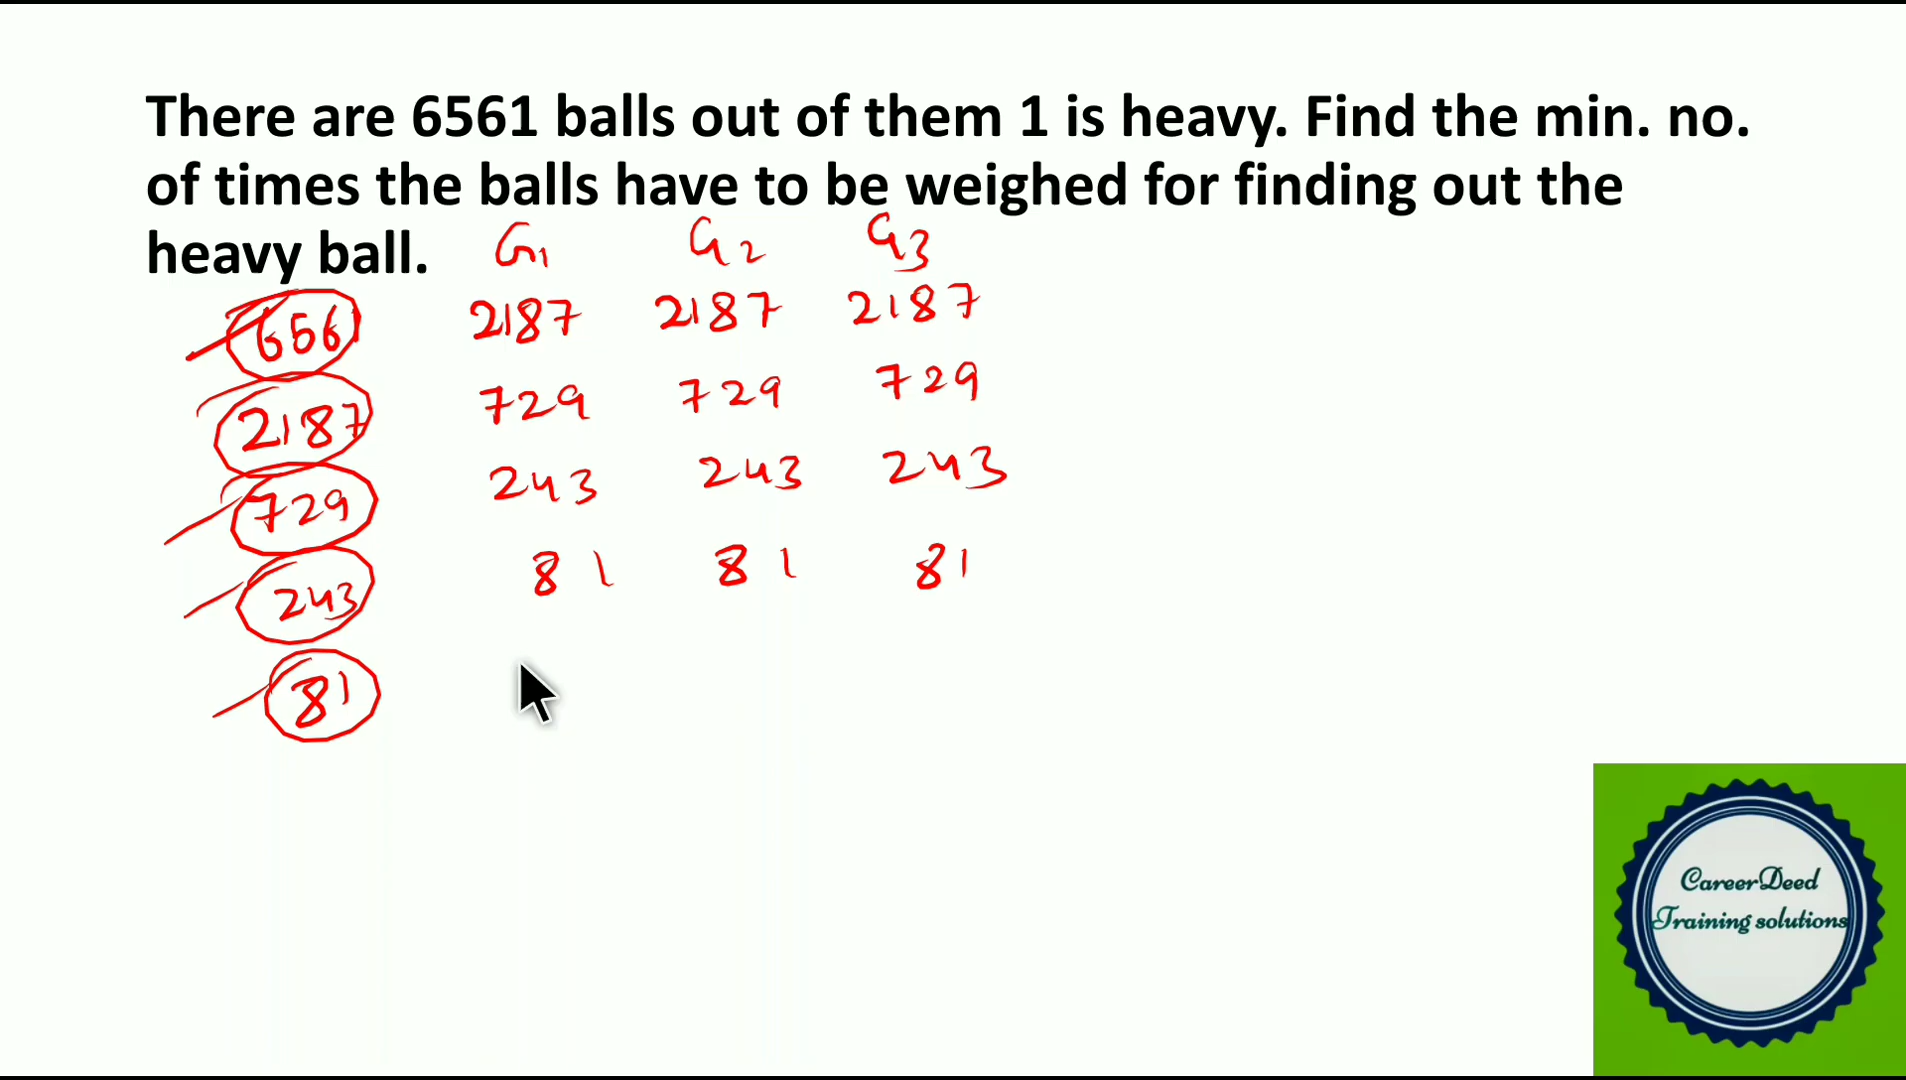 There are 6561 balls out of them 1 is heavy. Find the min. no.
of times the balls have to be weighed for finding out the
heavy ball.
G1 G2 G3
6561 2187 2187 2187
2187 729 729 729
729 243 243 243
243 81 81 81
81
CareerDeed
Training solutions